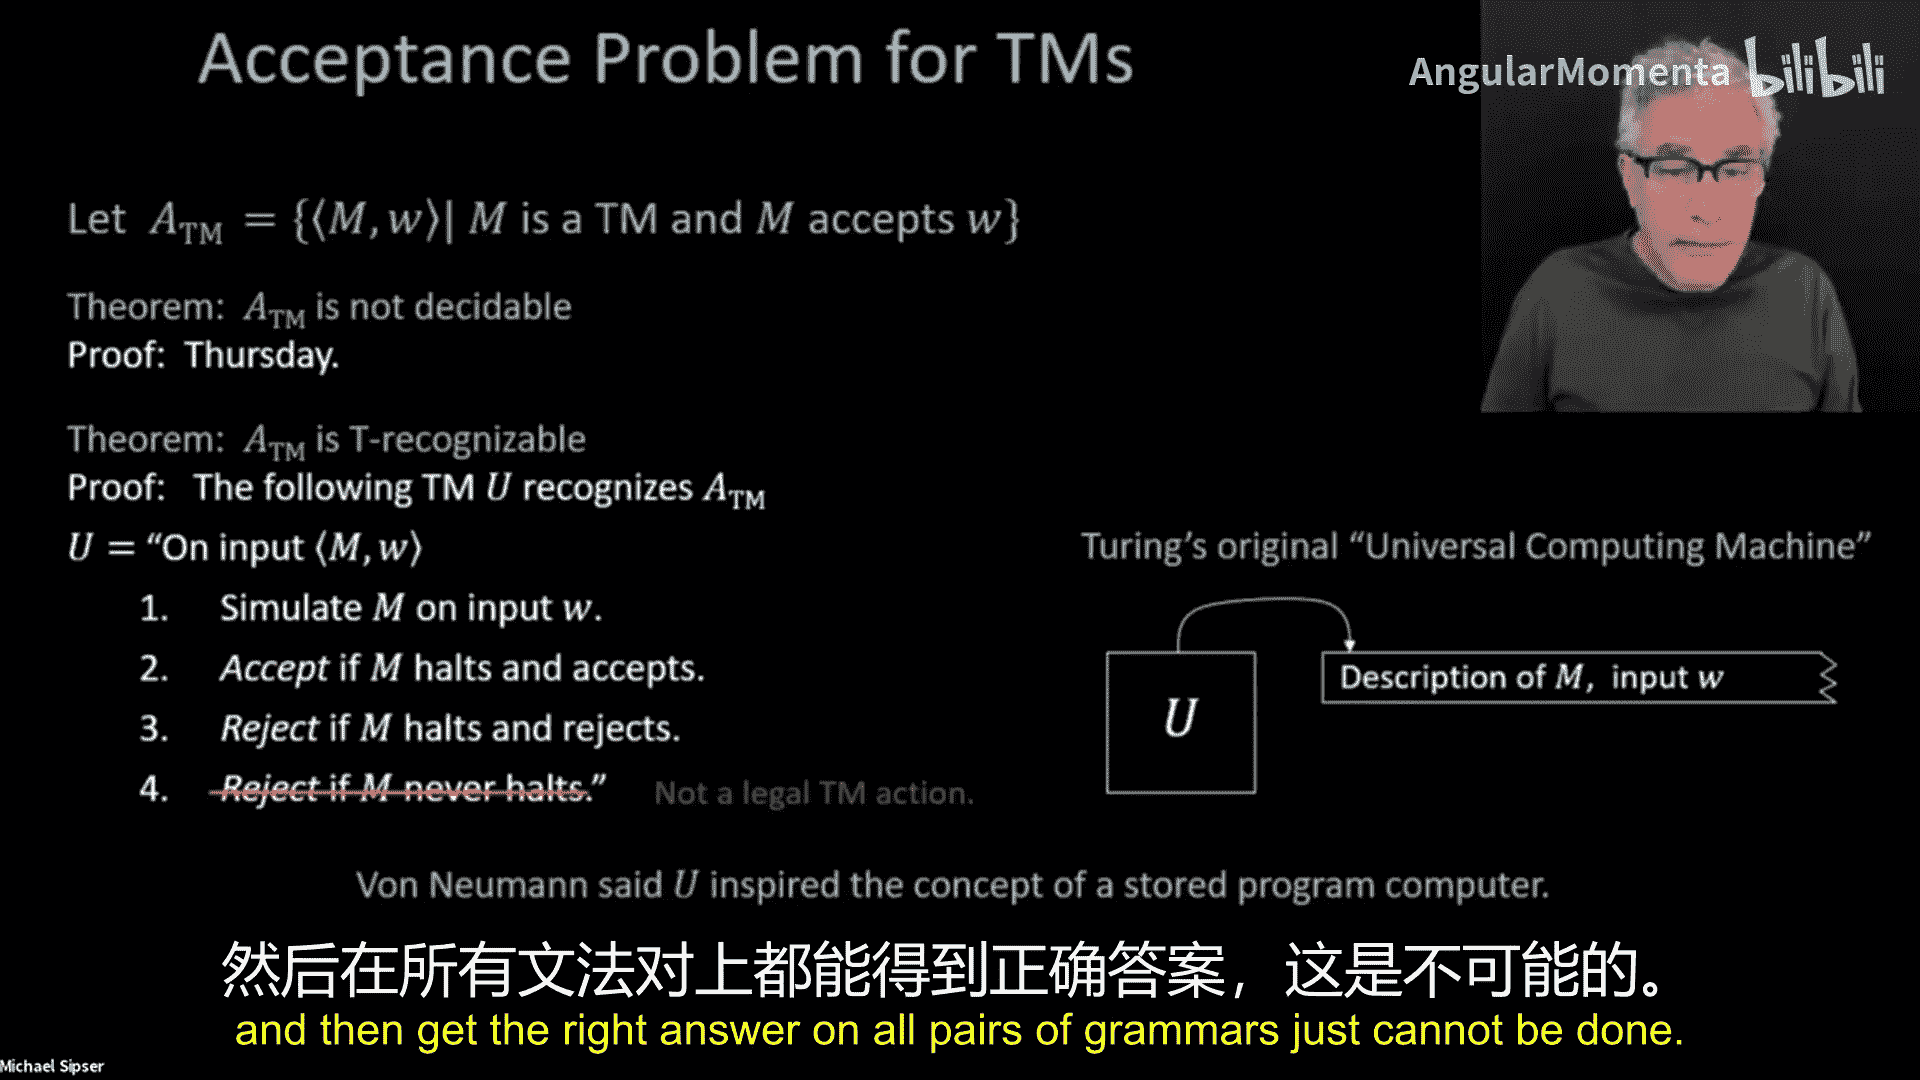 Acceptance Problem for TMs
AngularMomenta bilibili
Let A_TM = {⟨M, w⟩| M is a TM and M accepts w}
Theorem: A_TM is not decidable
Proof: Thursday.
Theorem: A_TM is T-recognizable
Proof: The following TM U recognizes A_TM
U = “On input ⟨M, w⟩
1. Simulate M on input w.
2. Accept if M halts and accepts.
3. Reject if M halts and rejects.
4. Reject if M never halts.” Not a legal TM action.
Turing’s original “Universal Computing Machine”
U
Description of M, input w
Von Neumann said U inspired the concept of a stored program computer.
然后在所有文法对上都能得到正确答案，这是不可能的。
and then get the right answer on all pairs of grammars just cannot be done.
Michael Sipser